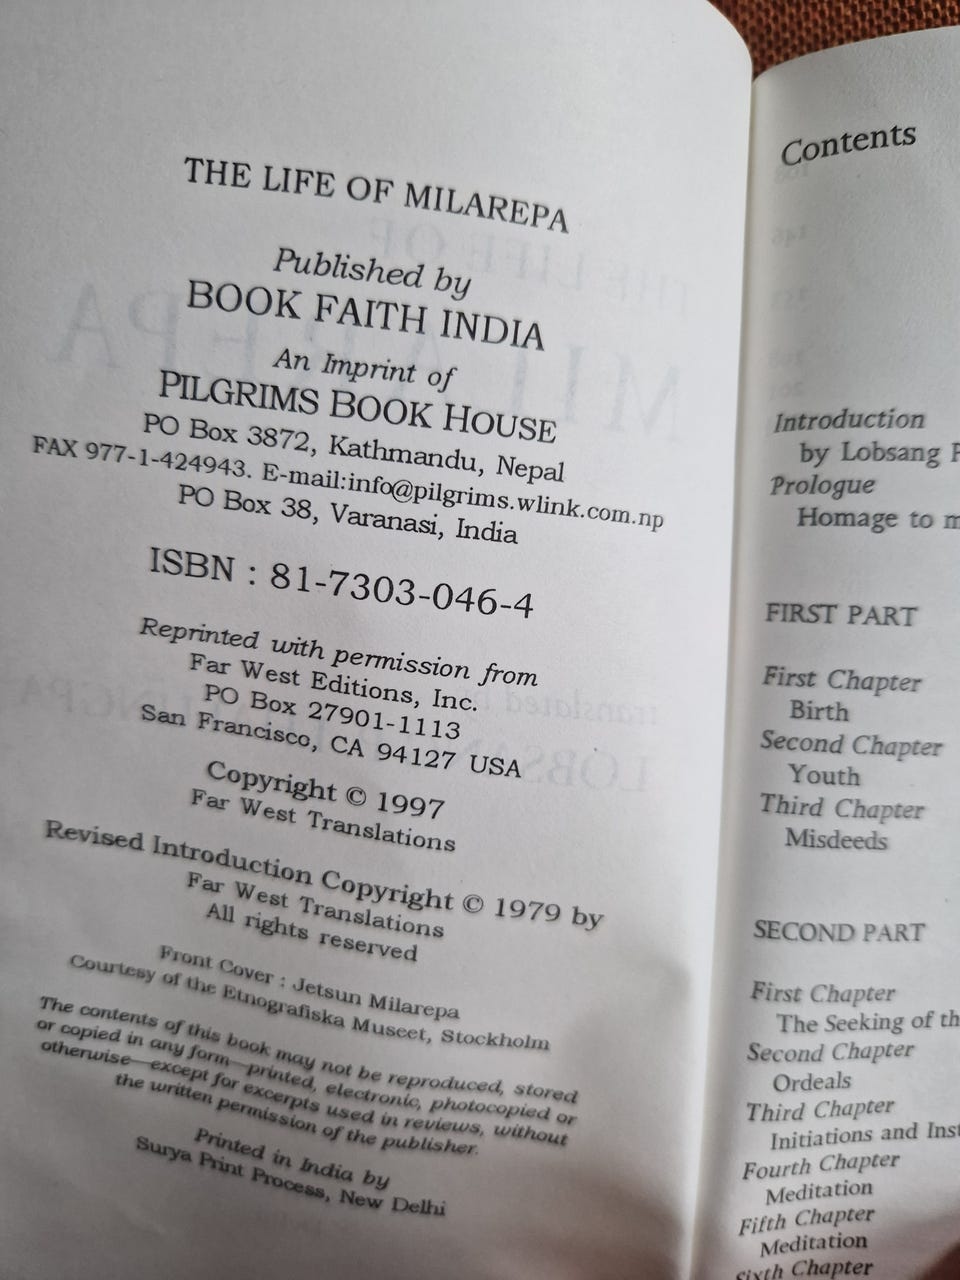 THE LIFE OF MILAREPA
Published by
BOOK FAITH INDIA
An Imprint of
PILGRIMS BOOK HOUSE
PO Box 3872, Kathmandu, Nepal
FAX 977-1-424943. E-mail:info@pilgrims.wlink.com.np
PO Box 38, Varanasi, India
ISBN : 81-7303-046-4
Reprinted with permission from
Far West Editions, Inc.
PO Box 27901-1113
San Francisco, CA 94127 USA
Copyright © 1997
Far West Translations
Revised Introduction Copyright © 1979 by
Far West Translations
All rights reserved
Front Cover : Jetsun Milarepa
Courtesy of the Etnografiska Museet, Stockholm
The contents of this book may not be reproduced, stored
or copied in any form—printed, electronic, photocopied or
otherwise—except for excerpts used in reviews, without
the written permission of the publisher.
Printed in India by
Surya Print Process, New Delhi
Contents
Introduction
by Lobsang
Prologue
Homage to
FIRST PART
First Chapter
Birth
Second Chapter
Youth
Third Chapter
Misdeeds
SECOND PART
First Chapter
The Seeking of
Second Chapter
Ordeals
Third Chapter
Initiations and
Fourth Chapter
Meditation
Fifth Chapter
Meditation
Sixth Chapter